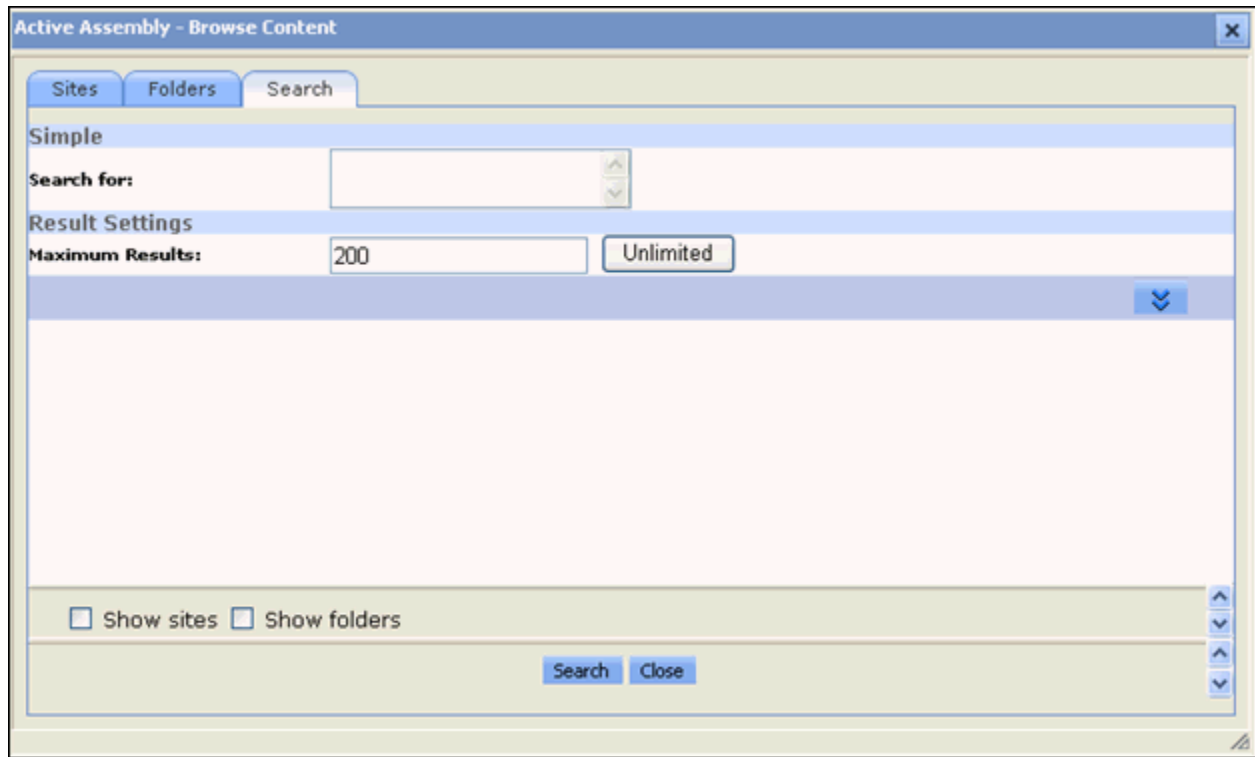 Active Assembly - Browse Content
Sites Folders Search
Simple
Search for:
Result Settings
Maximum Results: 200 Unlimited
Show sites Show folders
Search Close